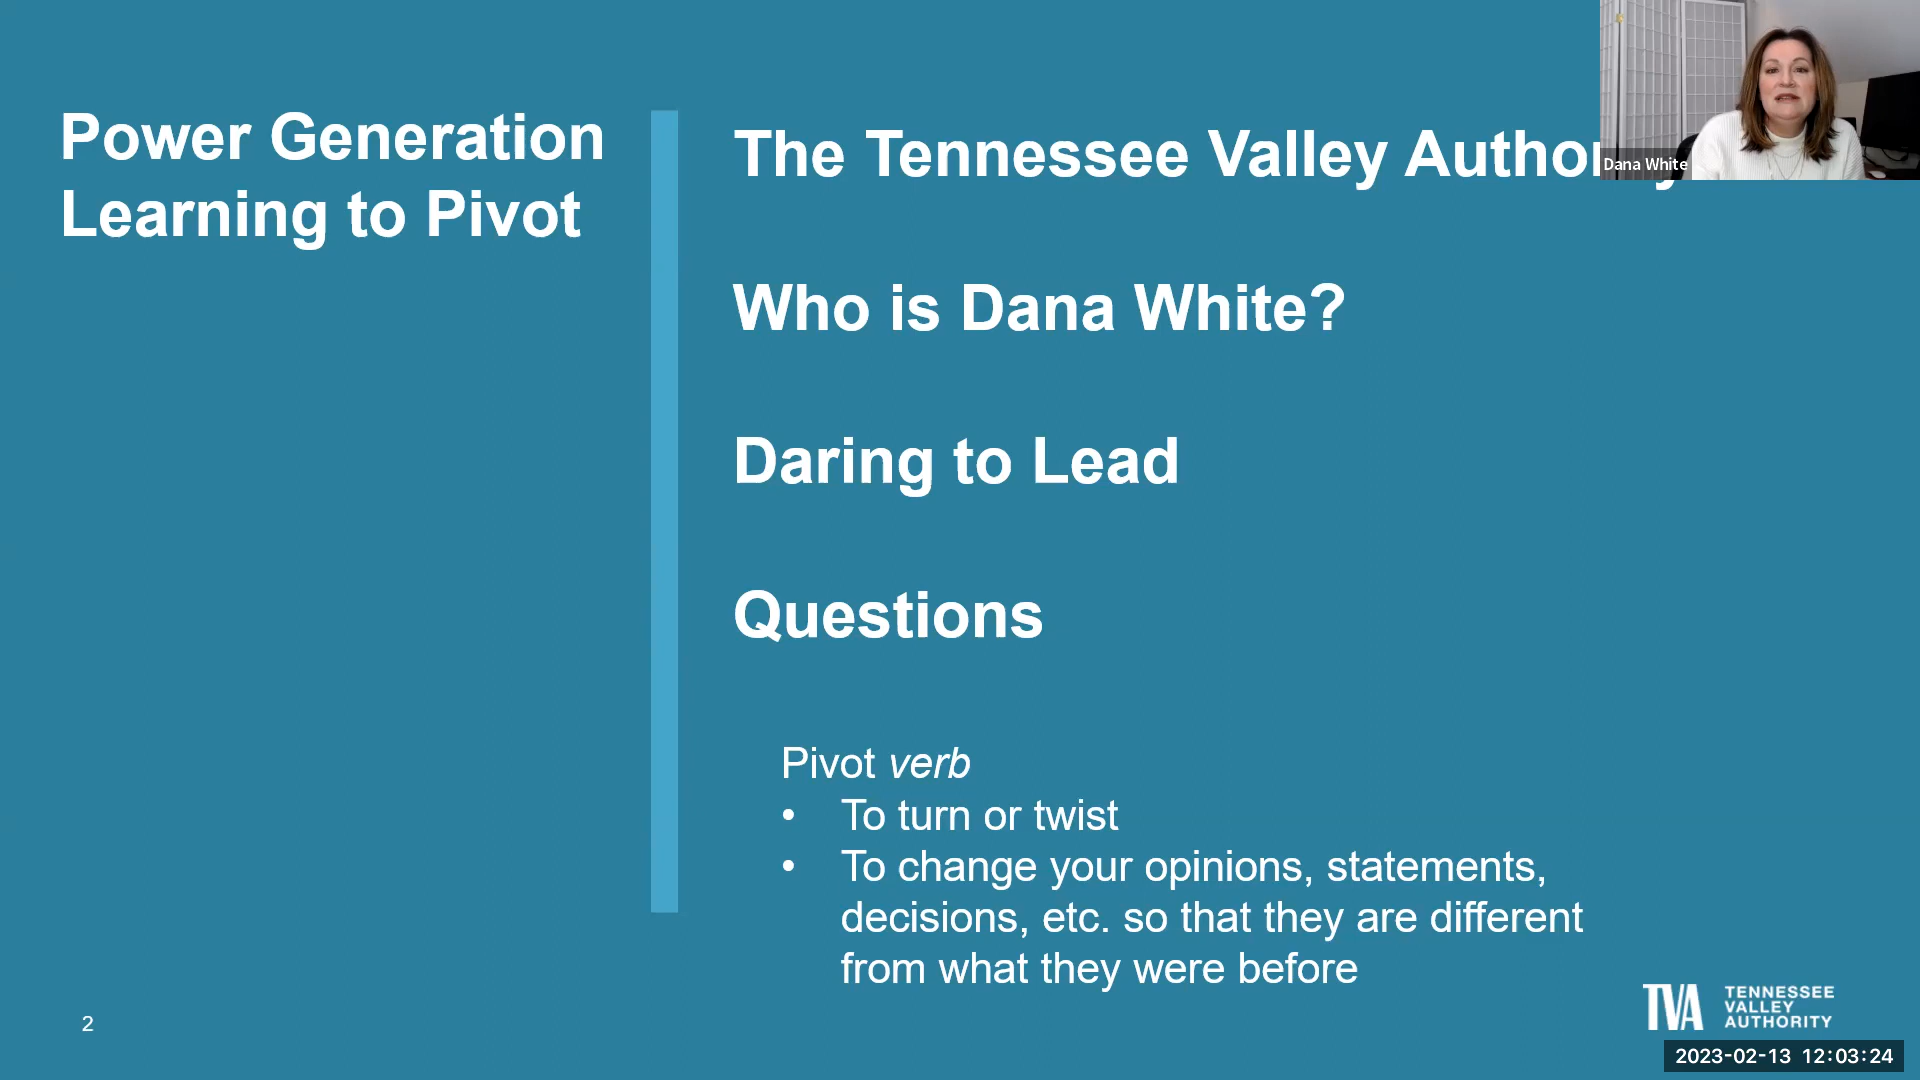 Power Generation
Learning to Pivot
The Tennessee Valley
Dana White
Who is Dana White?
Daring to Lead
Questions
Pivot verb
• To turn or twist
• To change your opinions, statements,
decisions, etc. so that they are different
from what they were before
2
TVA TENNESSEE
VALLEY
AUTHORITY
2023-02-13 12:03:24